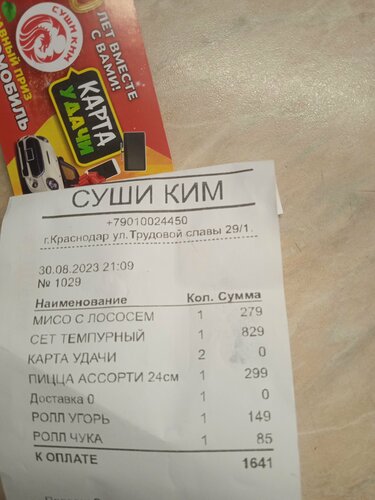 СУШИ КИМ
ЛЕТ ВМЕСТЕ
С ВАМИ!
КАРТА
УДАЧИ
СУШИ КИМ
+79010024450
г.Краснодар ул.Трудовой славы 29/1.
30.08.2023 21:09
№ 1029
Наименование Кол. Сумма
МИСО С ЛОСОСЕМ 1 279
СЕТ ТЕМПУРНЫЙ 1 829
КАРТА УДАЧИ 2 0
ПИЦЦА АССОРТИ 24см 1 299
Доставка 0 1 0
РОЛЛ УГОРЬ 1 149
РОЛЛ ЧУКА 1 85
К ОПЛАТЕ 1641